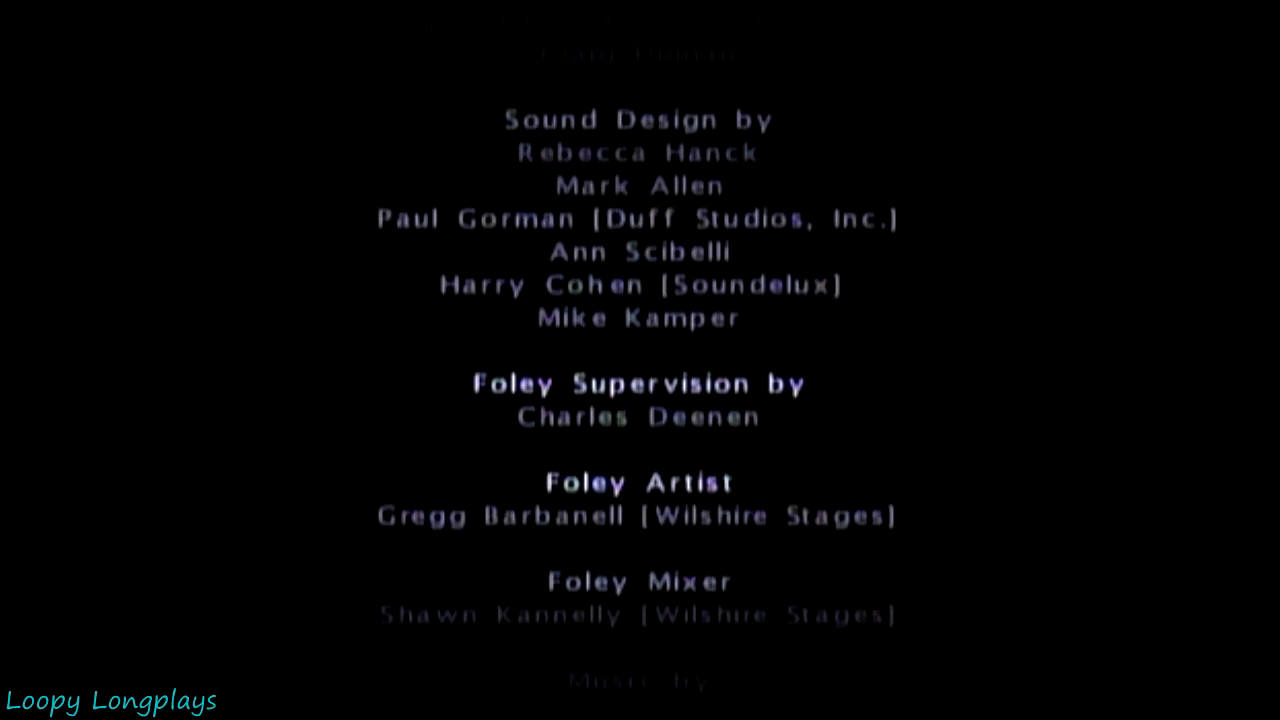 Sound Design by
Rebecca Hanck
Mark Allen
Paul Gorman [Duff Studios, Inc.]
Ann Scibelli
Harry Cohen [Soundelux]
Mike Kamper
Foley Supervision by
Charles Deenen
Foley Artist
Gregg Barbanell [Wilshire Stages]
Foley Mixer
Shawn Kannelly [Wilshire Stages]
Music by
Loopy Longplays